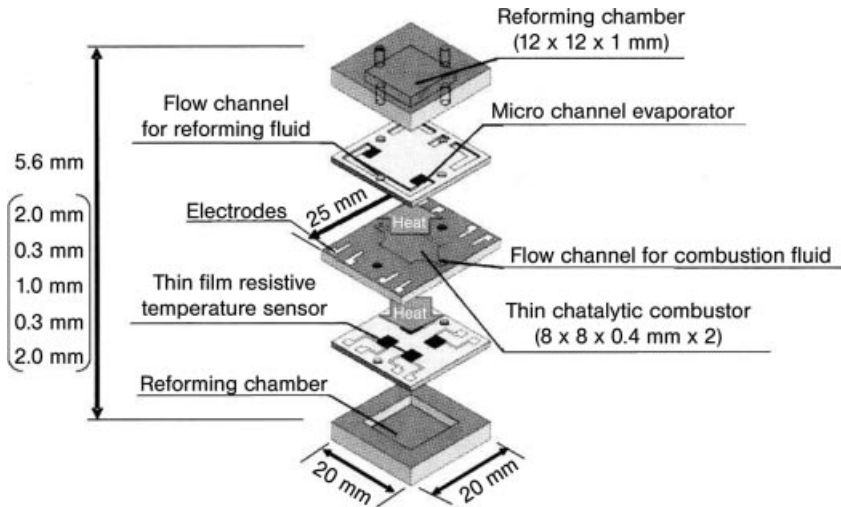 Reforming chamber
(12 x 12 x 1 mm)
Flow channel
for reforming fluid
Micro channel evaporator
5.6 mm
2.0 mm
0.3 mm
1.0 mm
0.3 mm
2.0 mm
25 mm
Electrodes
Heat
Flow channel for combustion fluid
Thin film resistive
temperature sensor
Heat
Thin chatalytic combustor
(8 x 8 x 0.4 mm x 2)
Reforming chamber
20 mm
20 mm